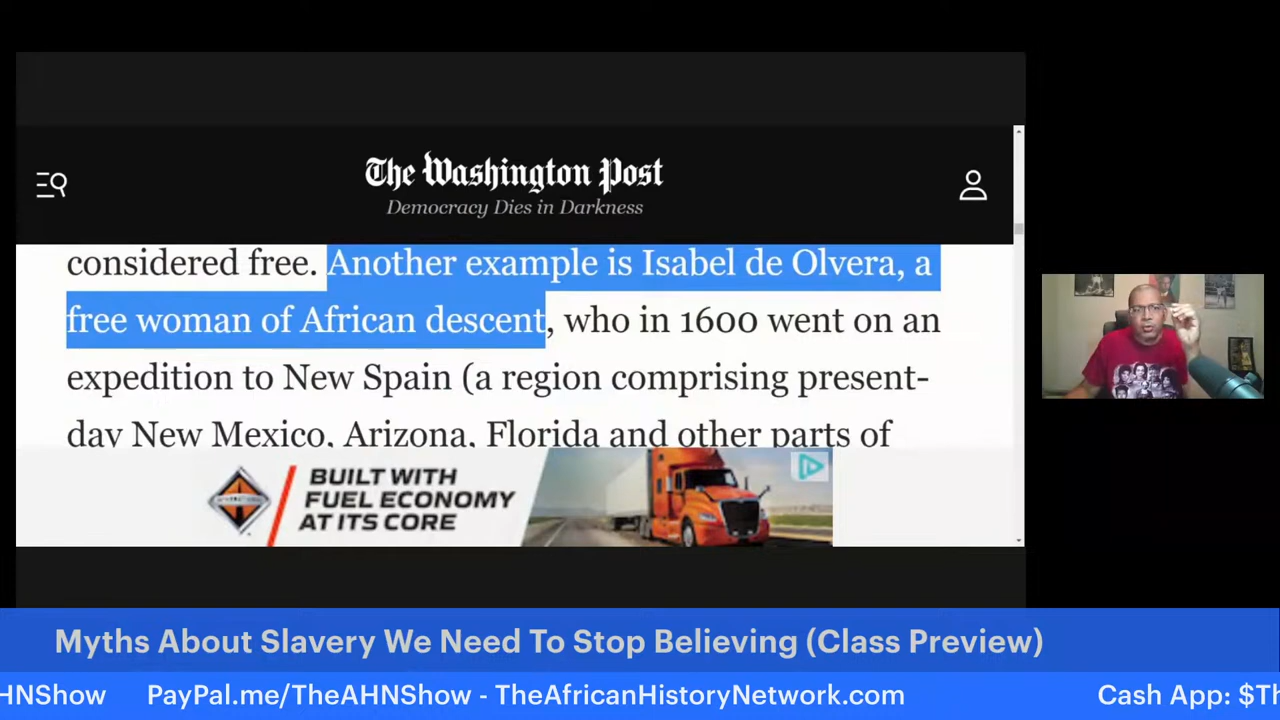 The Washington Post
Democracy Dies in Darkness
considered free. Another example is Isabel de Olvera, a
free woman of African descent, who in 1600 went on an
expedition to New Spain (a region comprising present-
day New Mexico, Arizona, Florida and other parts of
BUILT WITH
FUEL ECONOMY
AT ITS CORE
Myths About Slavery We Need To Stop Believing (Class Preview)
HNShow PayPal.me/TheAHNShow - TheAfricanHistoryNetwork.com Cash App: $Th